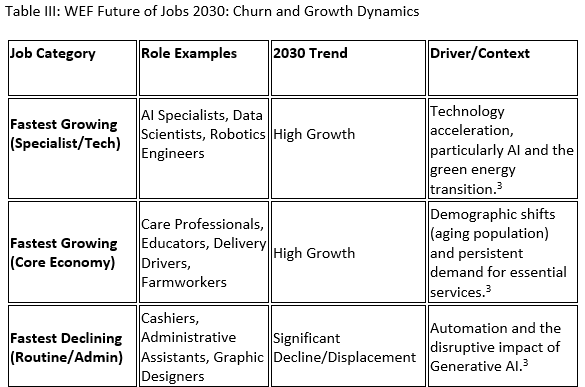 Table III: WEF Future of Jobs 2030: Churn and Growth Dynamics
Job Category
Role Examples
2030 Trend
Driver/Context
Fastest Growing
(Specialist/Tech)
AI Specialists, Data
Scientists, Robotics
Engineers
High Growth
Technology
acceleration,
particularly AI and the
green energy
transition.3
Fastest Growing
(Core Economy)
Care Professionals,
Educators, Delivery
Drivers,
Farmworkers
High Growth
Demographic shifts
(aging population)
and persistent
demand for essential
services.3
Fastest Declining
(Routine/Admin)
Cashiers,
Administrative
Assistants, Graphic
Designers
Significant
Decline/Displacement
Automation and the
disruptive impact of
Generative AI.3